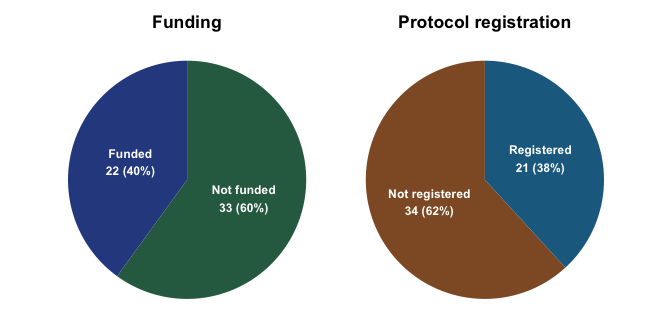 Funding
Funded
22 (40%)
Not funded
33 (60%)
Protocol registration
Registered
21 (38%)
Not registered
34 (62%)